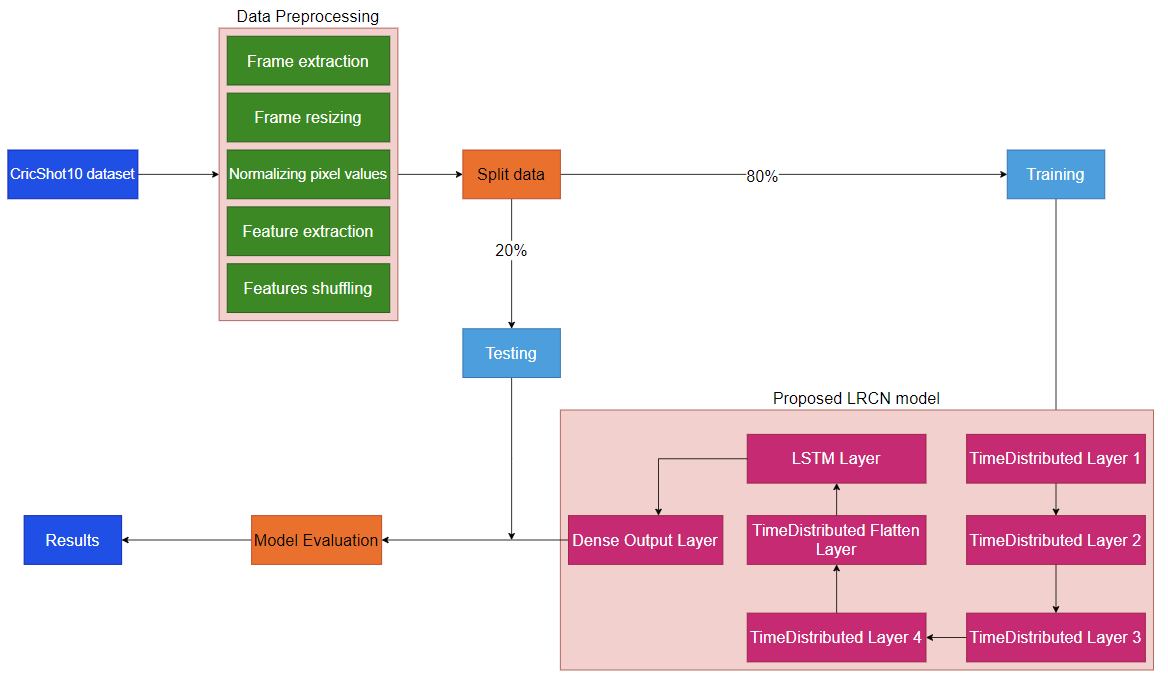 Data Preprocessing
Frame extraction
Frame resizing
CricShot10 dataset
Normalizing pixel values
Feature extraction
Features shuffling
Split data
80%
Training
20%
Testing
Proposed LRCN model
TimeDistributed Layer 1
TimeDistributed Layer 2
TimeDistributed Layer 3
TimeDistributed Layer 4
TimeDistributed Flatten
Layer
LSTM Layer
Dense Output Layer
Model Evaluation
Results